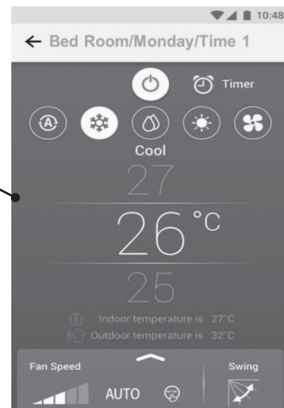 10:48
← Bed Room/Monday/Time 1
Timer
A
Cool
27
26°C
25
Indoor temperature is 27°C
Outdoor temperature is 32°C
Fan Speed
Swing
AUTO